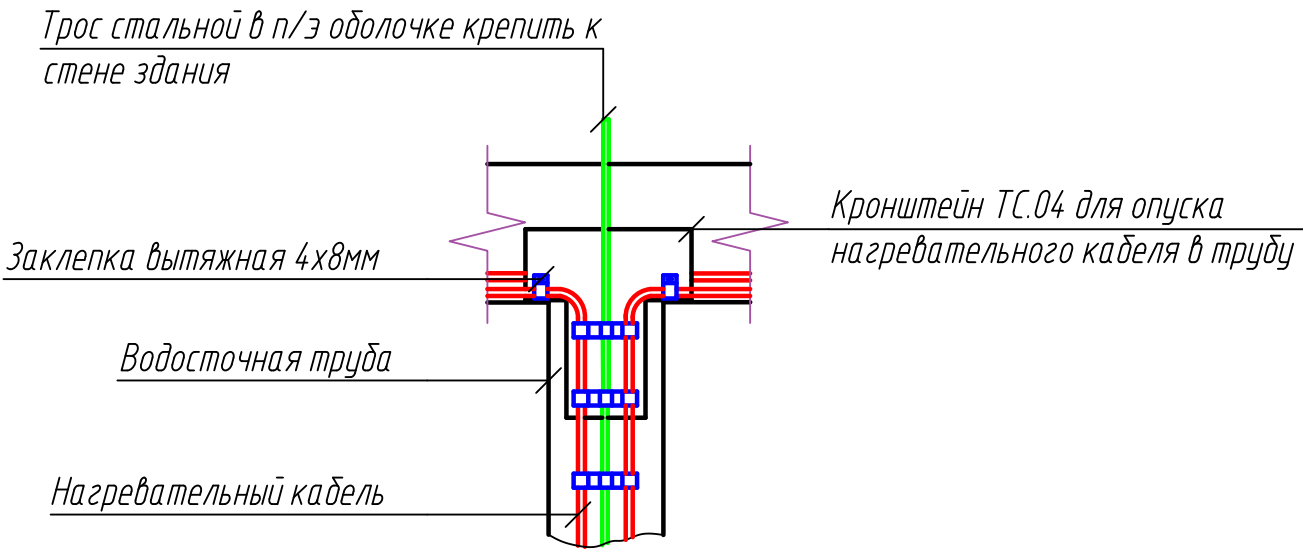 Трос стальной в п/э оболочке крепить к
стене здания
Кронштейн ТС.04 для опуска
нагревательного кабеля в трубу
Заклепка вытяжная 4х8мм
Водосточная труба
Нагревательный кабель